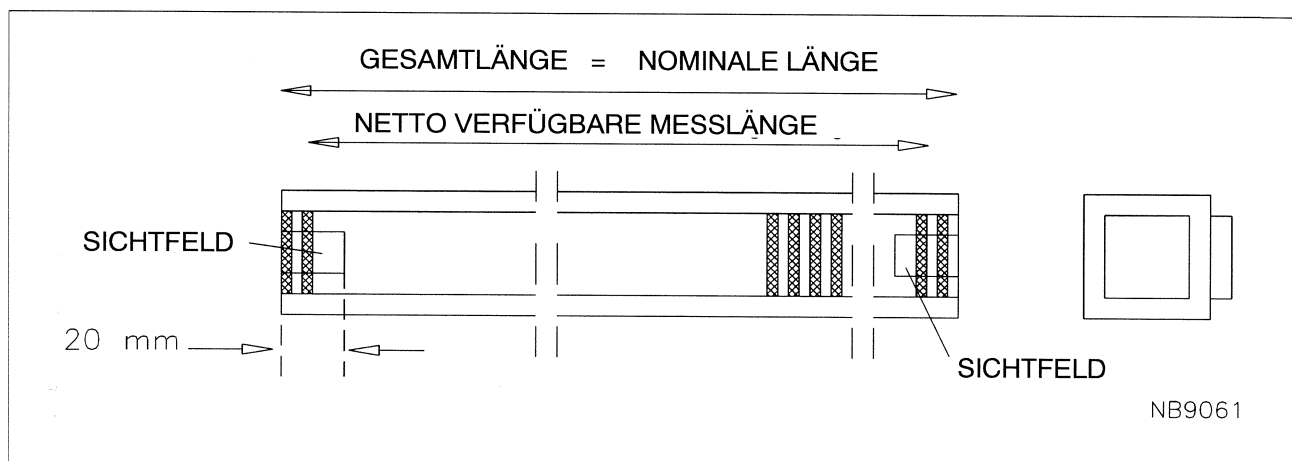 GESAMTLÄNGE = NOMINALE LÄNGE
NETTO VERFÜGBARE MESSLÄNGE
SICHTFELD
20 mm
SICHTFELD
NB9061